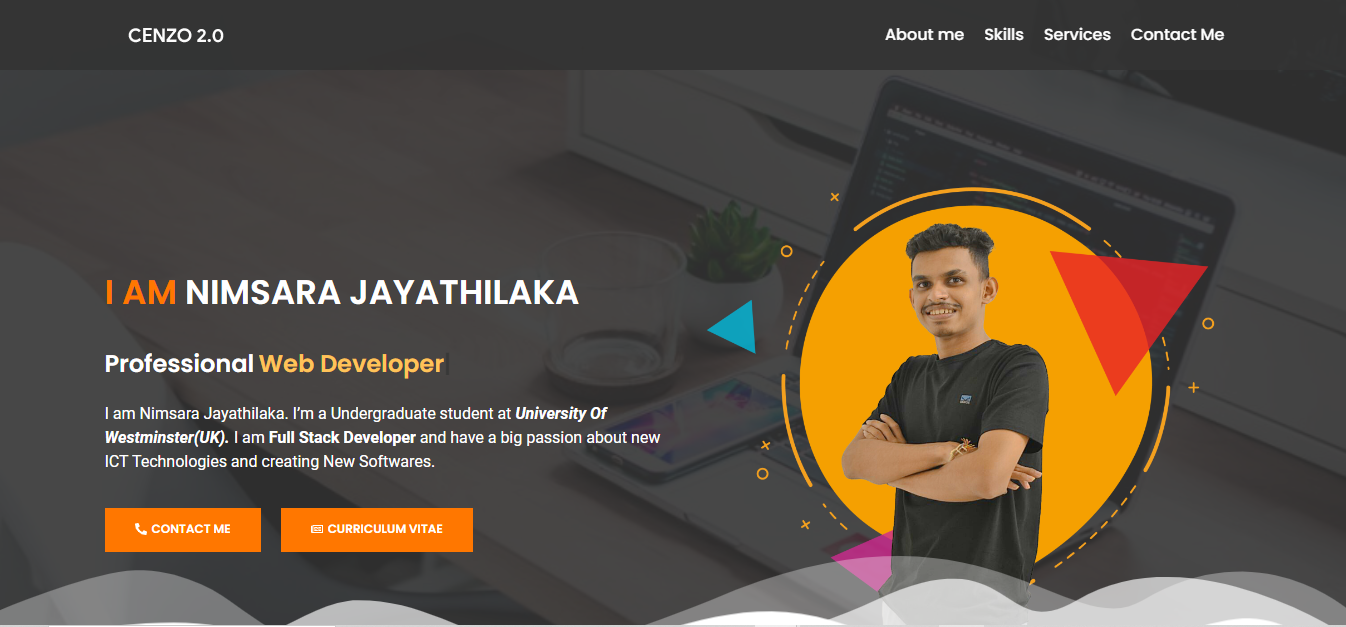 CENZO 2.0
About me Skills Services Contact Me
I AM NIMSARA JAYATHILAKA
Professional Web Developer
I am Nimsara Jayathilaka. I’m a Undergraduate student at University Of
Westminster(UK). I am Full Stack Developer and have a big passion about new
ICT Technologies and creating New Softwares.
CONTACT ME CURRICULUM VITAE